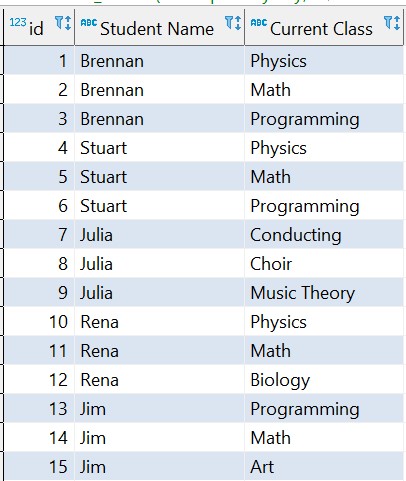 123 id ABC Student Name ABC Current Class
1 Brennan Physics
2 Brennan Math
3 Brennan Programming
4 Stuart Physics
5 Stuart Math
6 Stuart Programming
7 Julia Conducting
8 Julia Choir
9 Julia Music Theory
10 Rena Physics
11 Rena Math
12 Rena Biology
13 Jim Programming
14 Jim Math
15 Jim Art